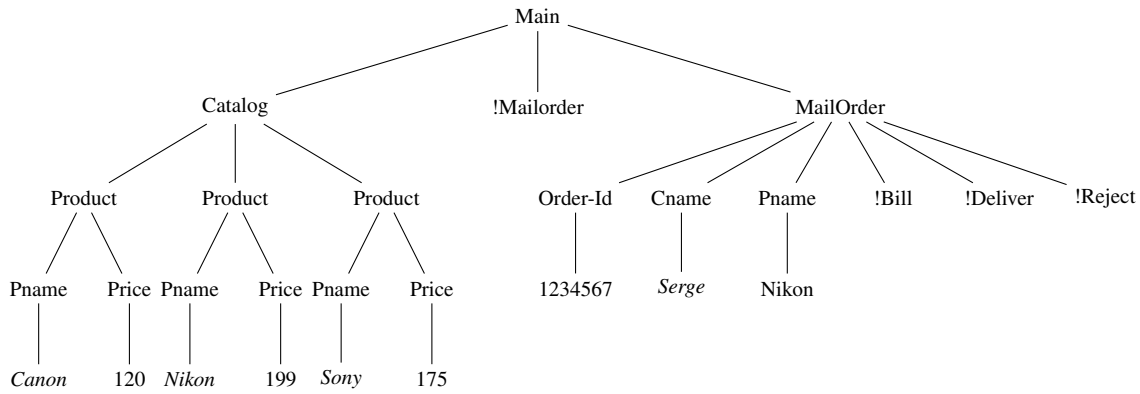 Main
Catalog !Mailorder MailOrder
Product Product Product Order-Id Cname Pname !Bill !Deliver !Reject
Pname Price Pname Price Pname Price 1234567 Serge Nikon
Canon 120 Nikon 199 Sony 175